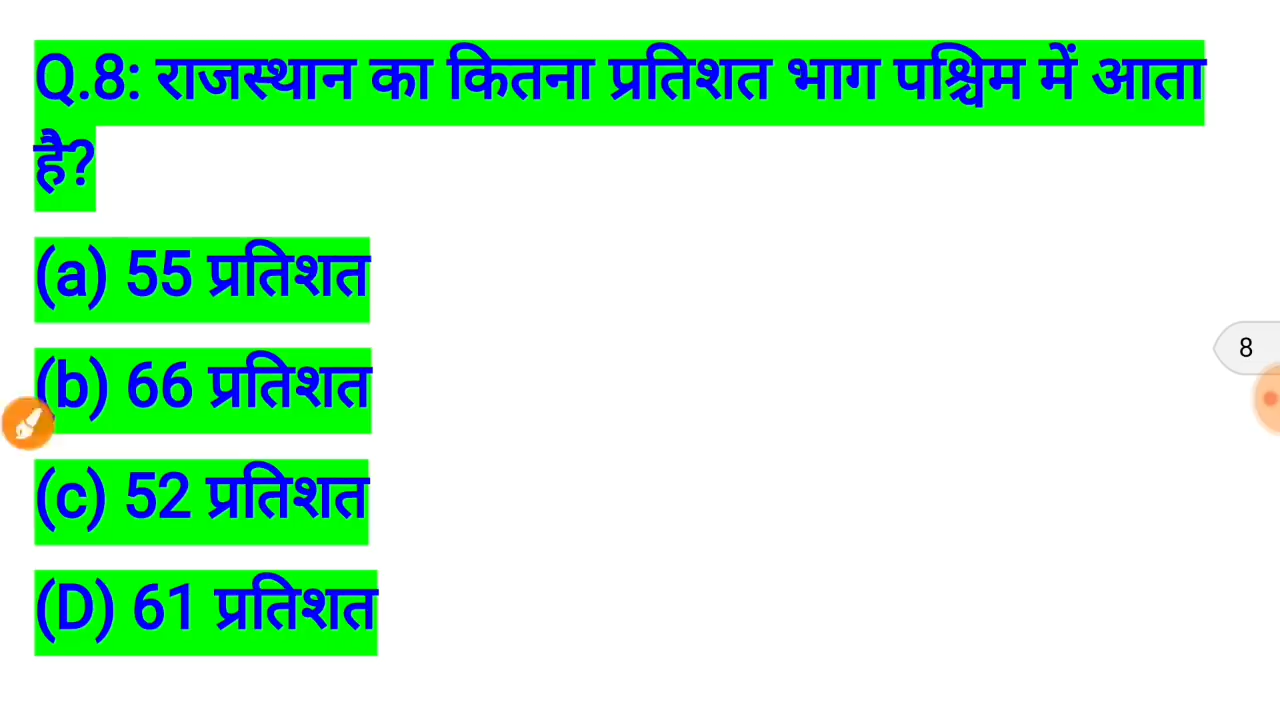 Q.8: राजस्थान का कितना प्रतिशत भाग पश्चिम में आता
है?
(a) 55 प्रतिशत
8
(b) 66 प्रतिशत
(c) 52 प्रतिशत
(D) 61 प्रतिशत